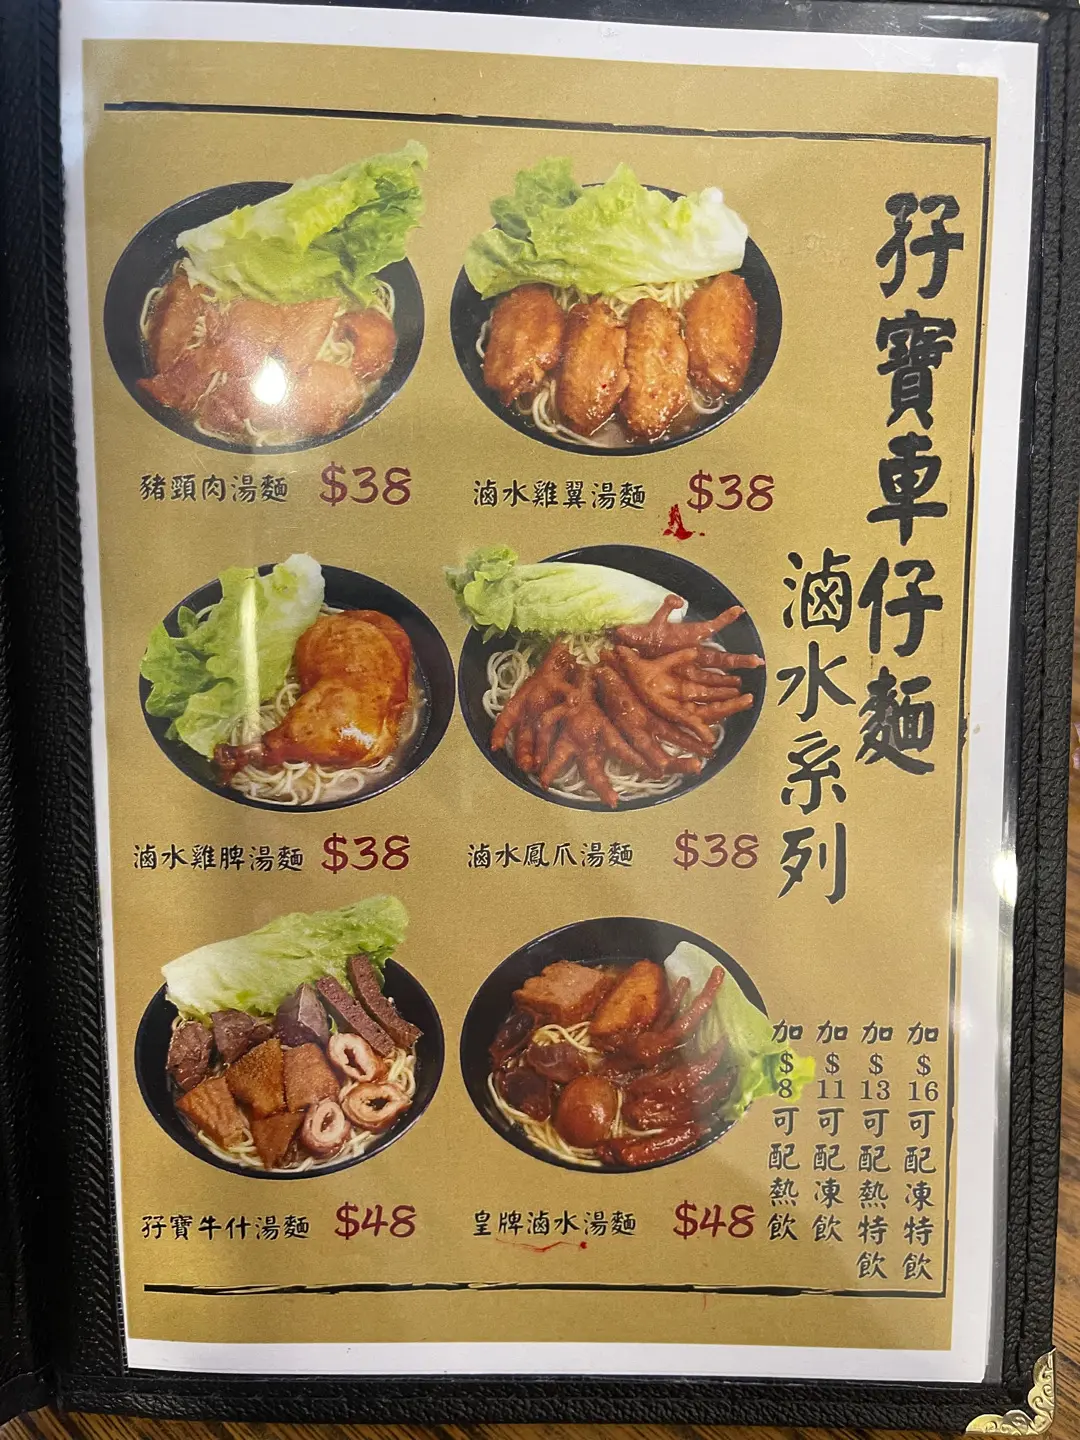 孖寶車仔麵
滷水系列
豬頸肉湯麵 $38
滷水雞翼湯麵 $38
滷水雞脾湯麵 $38
滷水鳳爪湯麵 $38
孖寶牛什湯麵 $48
皇牌滷水湯麵 $48
加$16可配凍特飲
加$13可配熱特飲
加$11可配凍飲
加$8可配熱飲